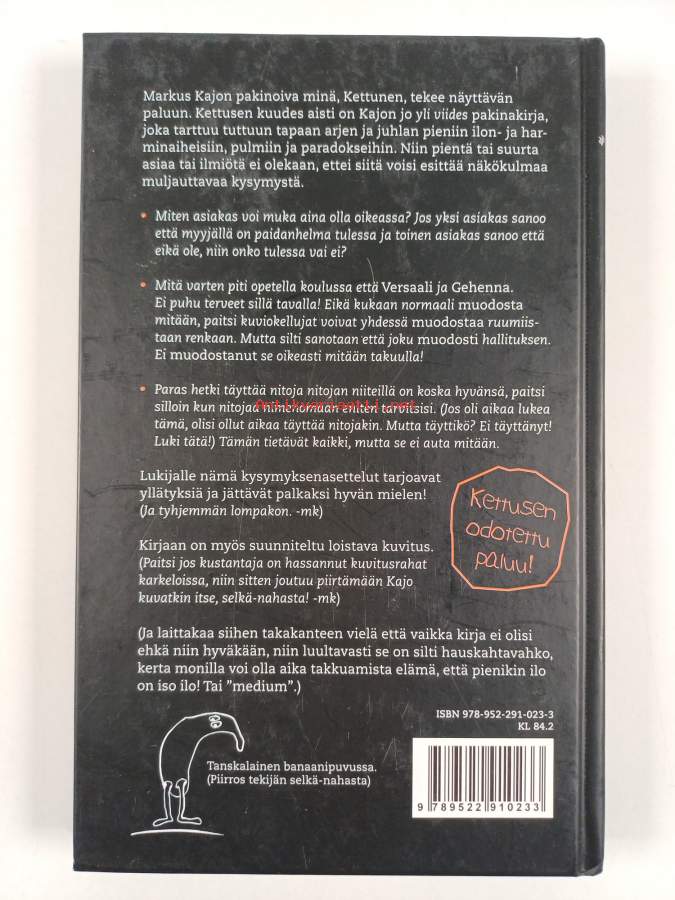 Markus Kajon pakinoiva minä, Kettunen, tekee näyttävän
paluun. Kettusen kuudes aisti on Kajon jo yli viides pakinakirja,
joka tarttuu tuttuun tapaan arjen ja juhlan pieniin ilon- ja har-
minaiheisiin, pulmiin ja paradokseihin. Niin pientä tai suurta
asiaa tai ilmiötä ei olekaan, ettei siitä voisi esittää näkökulmaa
muljauttavaa kysymystä.
• Miten asiakas voi muka aina olla oikeassa? Jos yksi asiakas sanoo
että myyjällä on paidanhelma tulessa ja toinen asiakas sanoo että
eikä ole, niin onko tulessa vai ei?
• Mitä varten piti opetella koulussa että Versaali ja Gehenna.
Ei puhu terveet sillä tavalla! Eikä kukaan normaali muodosta
mitään, paitsi kuviokellujat voivat yhdessä muodostaa ruumiis-
taan renkaan. Mutta silti sanotaan että joku muodosti hallituksen.
Ei muodostanut se oikeasti mitään takuulla!
• Paras hetki täyttää nitoja nitojan niiteillä on koska hyvänsä, paitsi
silloin kun nitojaa nimenomaan eniten tarvitsisi. (Jos oli aikaa lukea
tämä, olisi ollut aikaa täyttää nitojakin. Mutta täyttikö? Ei täyttänyt!
Luki tätä!) Tämän tietävät kaikki, mutta se ei auta mitään.
Antikvariaatti.net
Lukijalle nämä kysymyksenasettelut tarjoavat
yllätyksiä ja jättävät palkaksi hyvän mielen!
(Ja tyhjemmän lompakon. -mk)
Kettusen
odotettu
paluu!
Kirjaan on myös suunniteltu loistava kuvitus.
(Paitsi jos kustantaja on hassannut kuvitusrahat
karkeloissa, niin sitten joutuu piirtämään Kajo
kuvatkin itse, selkä-nahasta! -mk)
(Ja laittakaa siihen takakanteen vielä että vaikka kirja ei olisi
ehkä niin hyväkään, niin luultavasti se on silti hauskahtavahko,
kerta monilla voi olla aika takkuamista elämä, että pienikin ilo
on iso ilo! Tai ”medium”.)
ISBN 978-952-291-023-3
KL 84.2
Tanskalainen banaanipuvussa.
(Piirros tekijän selkä-nahasta)
9 789522 910233